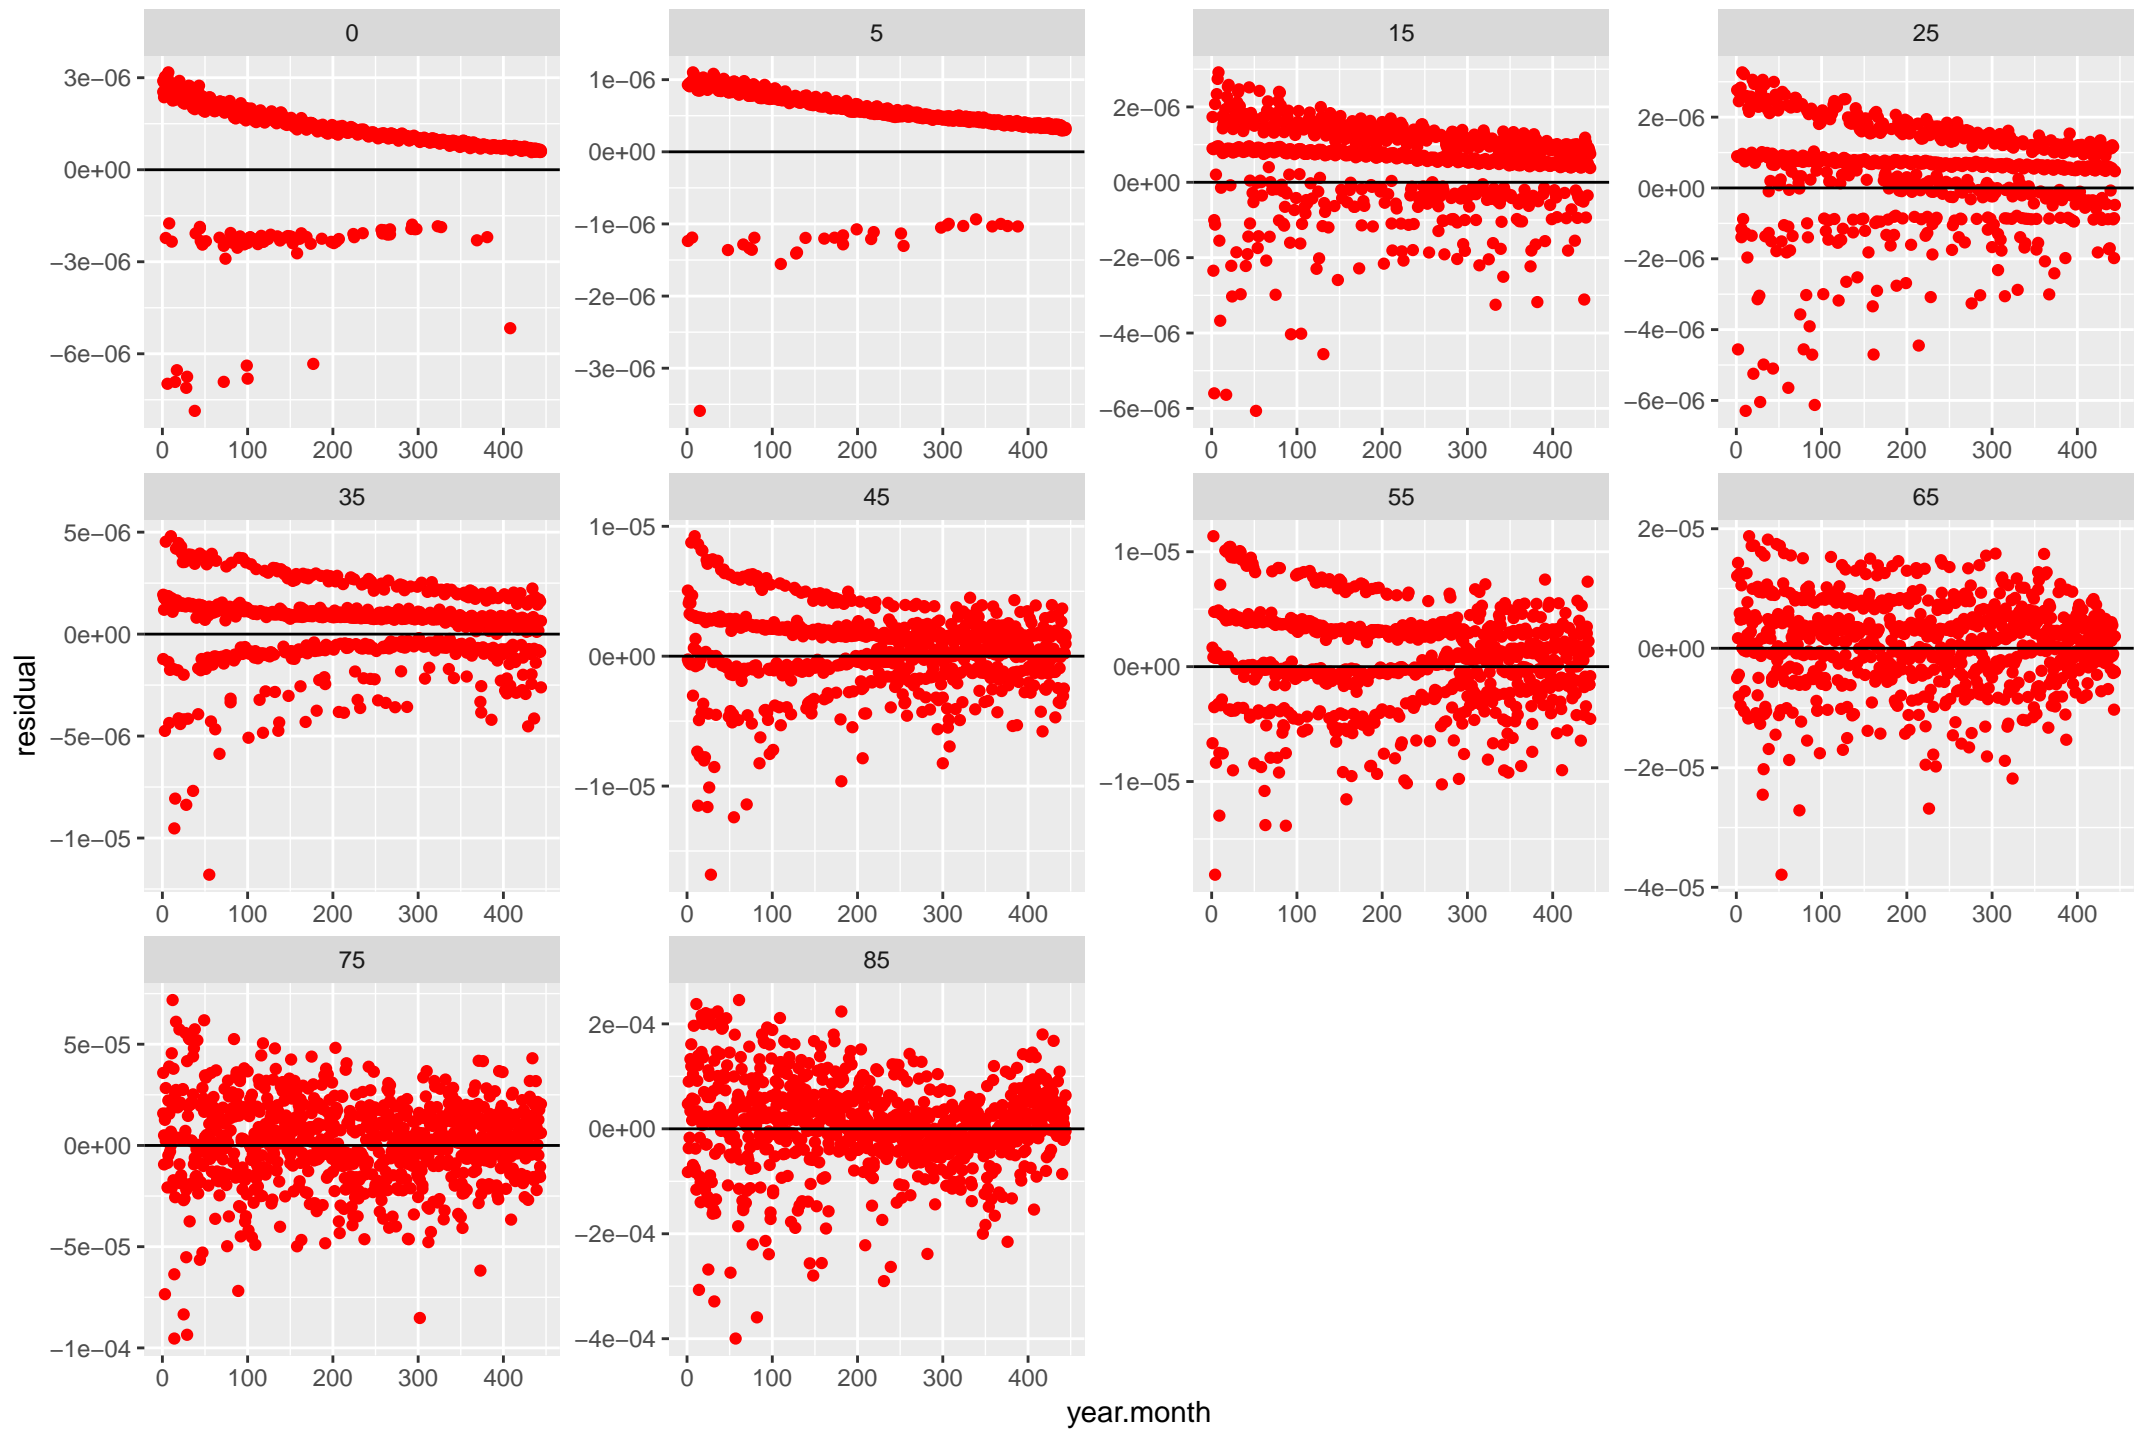 0 5 15 25
3e−06
0e+00
−3e−06
−6e−06
1e−06
0e+00
−1e−06
−2e−06
−3e−06
2e−06
0e+00
−2e−06
−4e−06
−6e−06
2e−06
0e+00
−2e−06
−4e−06
−6e−06
0 100 200 300 400 0 100 200 300 400 0 100 200 300 400 0 100 200 300 400
35 45 55 65
5e−06
0e+00
−5e−06
−1e−05
1e−05
0e+00
−1e−05
1e−05
0e+00
−1e−05
2e−05
0e+00
−2e−05
−4e−05
0 100 200 300 400 0 100 200 300 400 0 100 200 300 400 0 100 200 300 400
residual
75 85
5e−05
0e+00
−5e−05
−1e−04
2e−04
0e+00
−2e−04
−4e−04
0 100 200 300 400 0 100 200 300 400
year.month